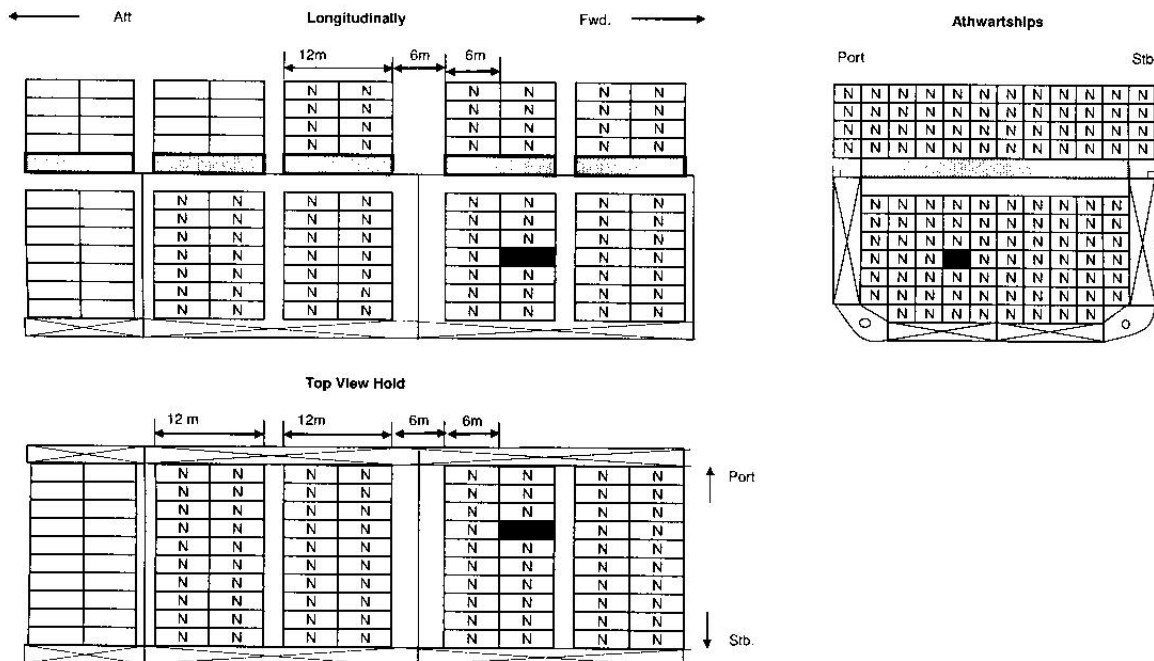 Aft Longitudinally Fwd.
12m 6m 6m
N N N N N N
N N N N N N
N N N N N N
N N N N N N
N N N N N N N N
N N N N N N N N
N N N N N N N N
N N N N N N N
N N N N N N N N
N N N N N N N N
N N N N N N N N
Athwartships
Port Stb
N N N N N N N N N N N N
N N N N N N N N N N N N
N N N N N N N N N N N N
N N N N N N N N N N N N
N N N N N N N N N N
N N N N N N N N N N
N N N N N N N N N N
N N N N N N N N N
N N N N N N N N N N
N N N N N N N N N N
N N N N N N N N
Top View Hold
12 m 12m 6m 6m
N N N N N N N N
N N N N N N N N
N N N N N N N N
N N N N N N N
N N N N N N N N
N N N N N N N N
N N N N N N N N
N N N N N N N N
N N N N N N N N
N N N N N N N N
Port
Stb.